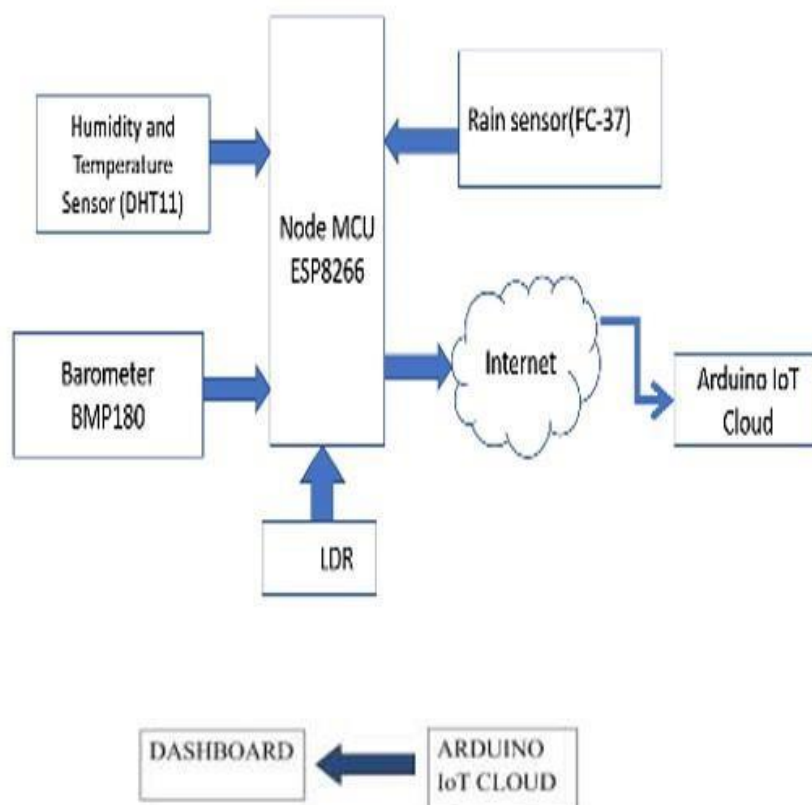 Humidity and
Temperature
Sensor (DHT11)
Rain sensor(FC-37)
Node MCU
ESP8266
Barometer
BMP180
Internet
Arduino IoT
Cloud
LDR
DASHBOARD
ARDUINO
IoT CLOUD